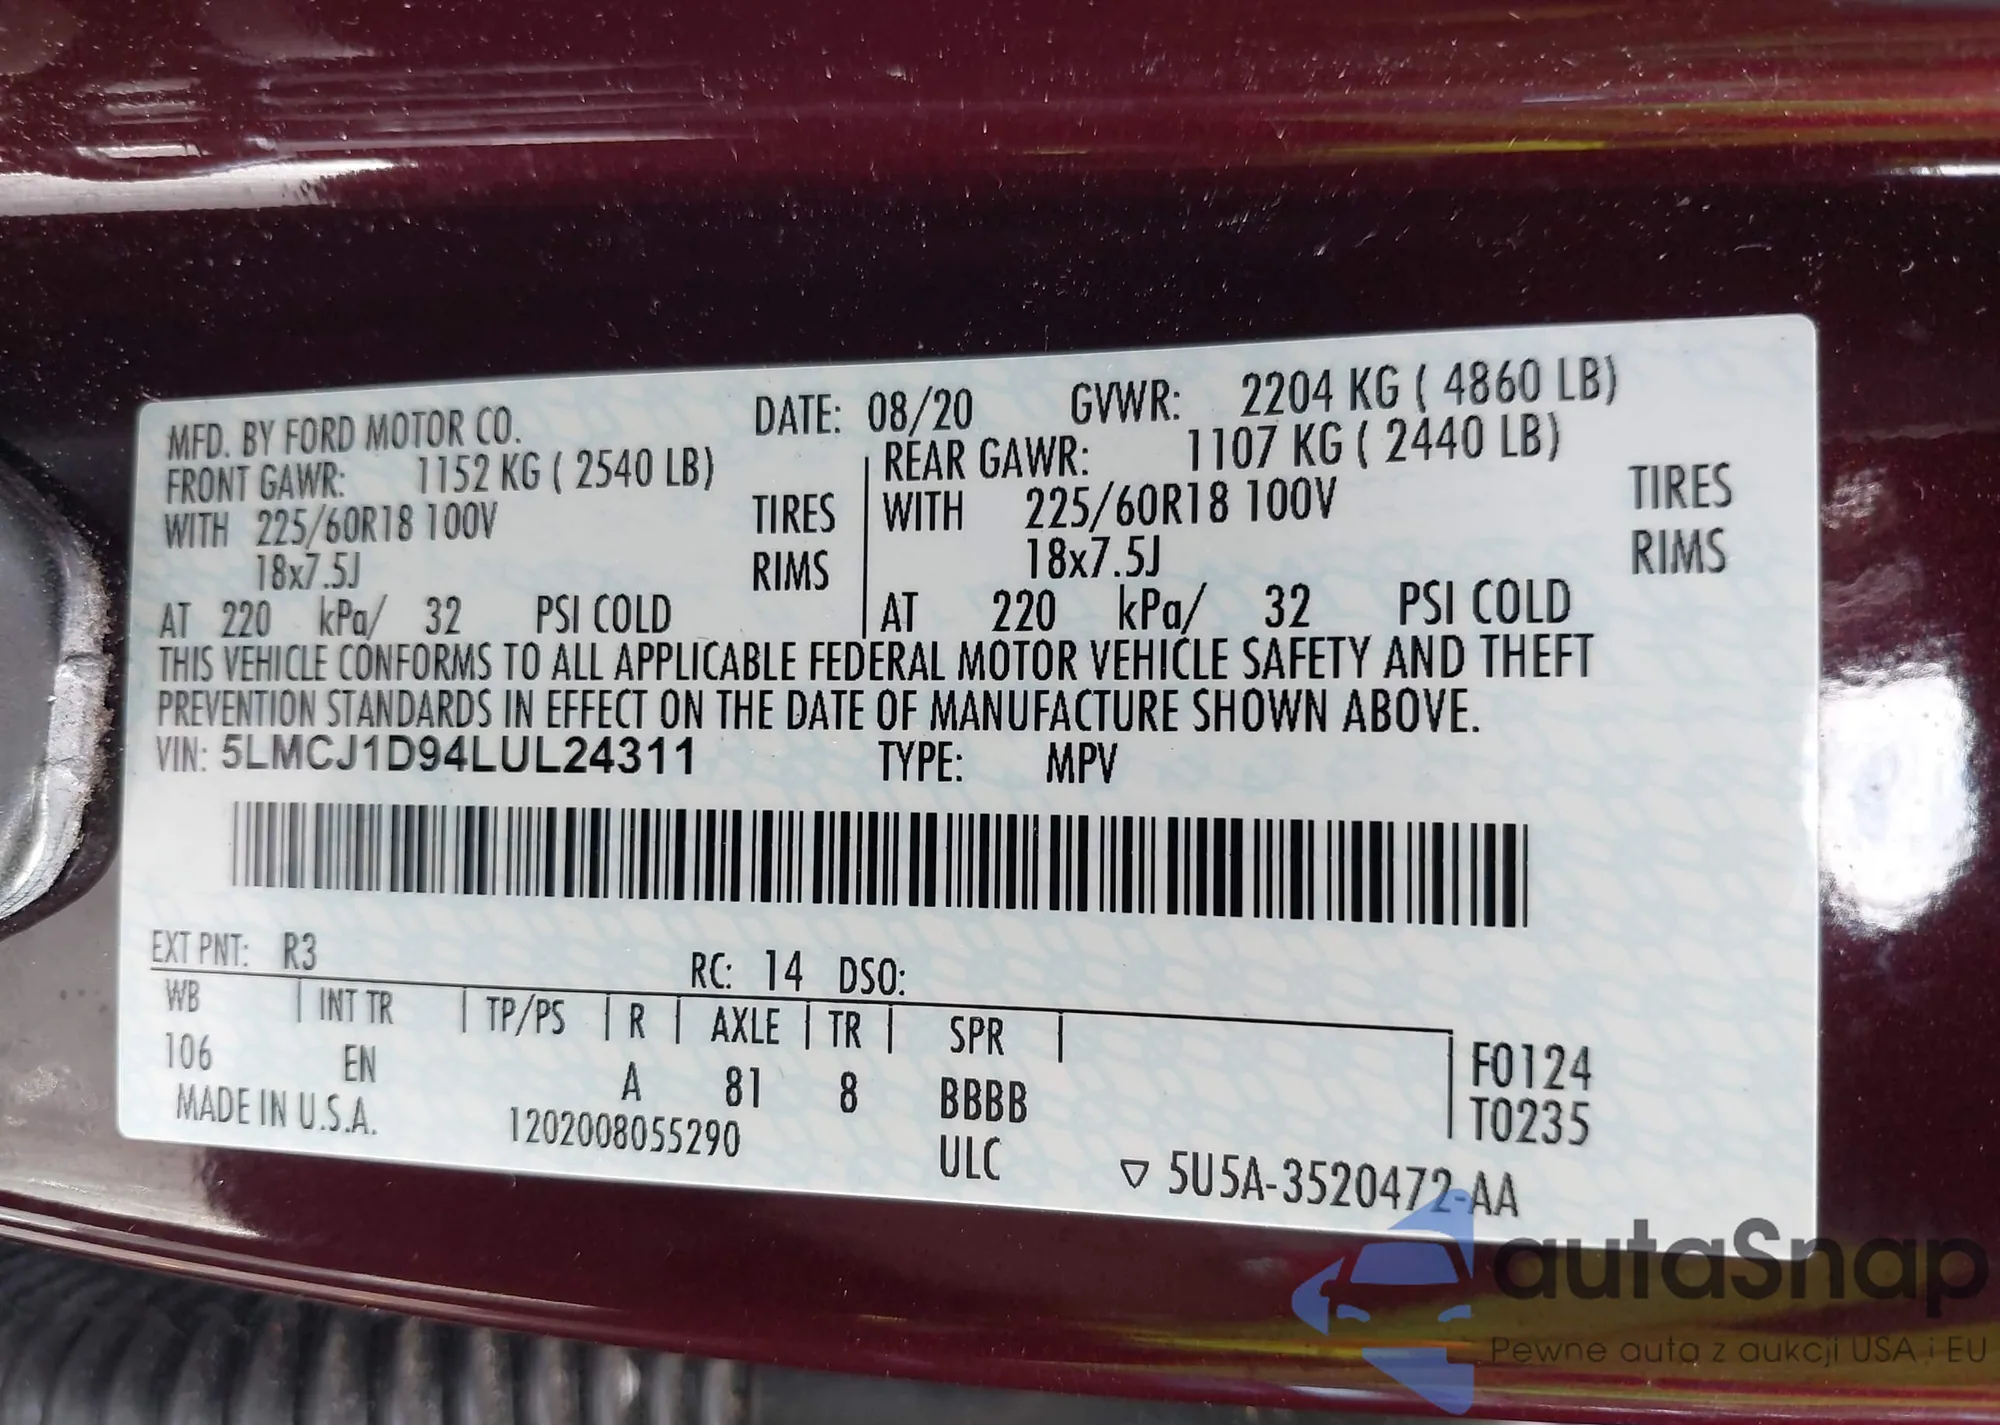 MFD. BY FORD MOTOR CO. DATE: 08/20 GVWR: 2204 KG ( 4860 LB)
FRONT GAWR: 1152 KG ( 2540 LB) REAR GAWR: 1107 KG ( 2440 LB)
WITH 225/60R18 100V TIRES WITH 225/60R18 100V TIRES
18x7.5J RIMS 18x7.5J RIMS
AT 220 kPa/ 32 PSI COLD AT 220 kPa/ 32 PSI COLD
THIS VEHICLE CONFORMS TO ALL APPLICABLE FEDERAL MOTOR VEHICLE SAFETY AND THEFT
PREVENTION STANDARDS IN EFFECT ON THE DATE OF MANUFACTURE SHOWN ABOVE.
VIN: 5LMCJ1D94LUL24311 TYPE: MPV
EXT PNT: R3 RC: 14 DSO:
WB INT TR TP/PS R AXLE TR SPR
106 EN A 81 8 BBBB F0124
MADE IN U.S.A. 1202008055290 ULC T0235
▽ 5U5A-3520472-AA
autaSnap
Pewne auta z aukcji USA i EU